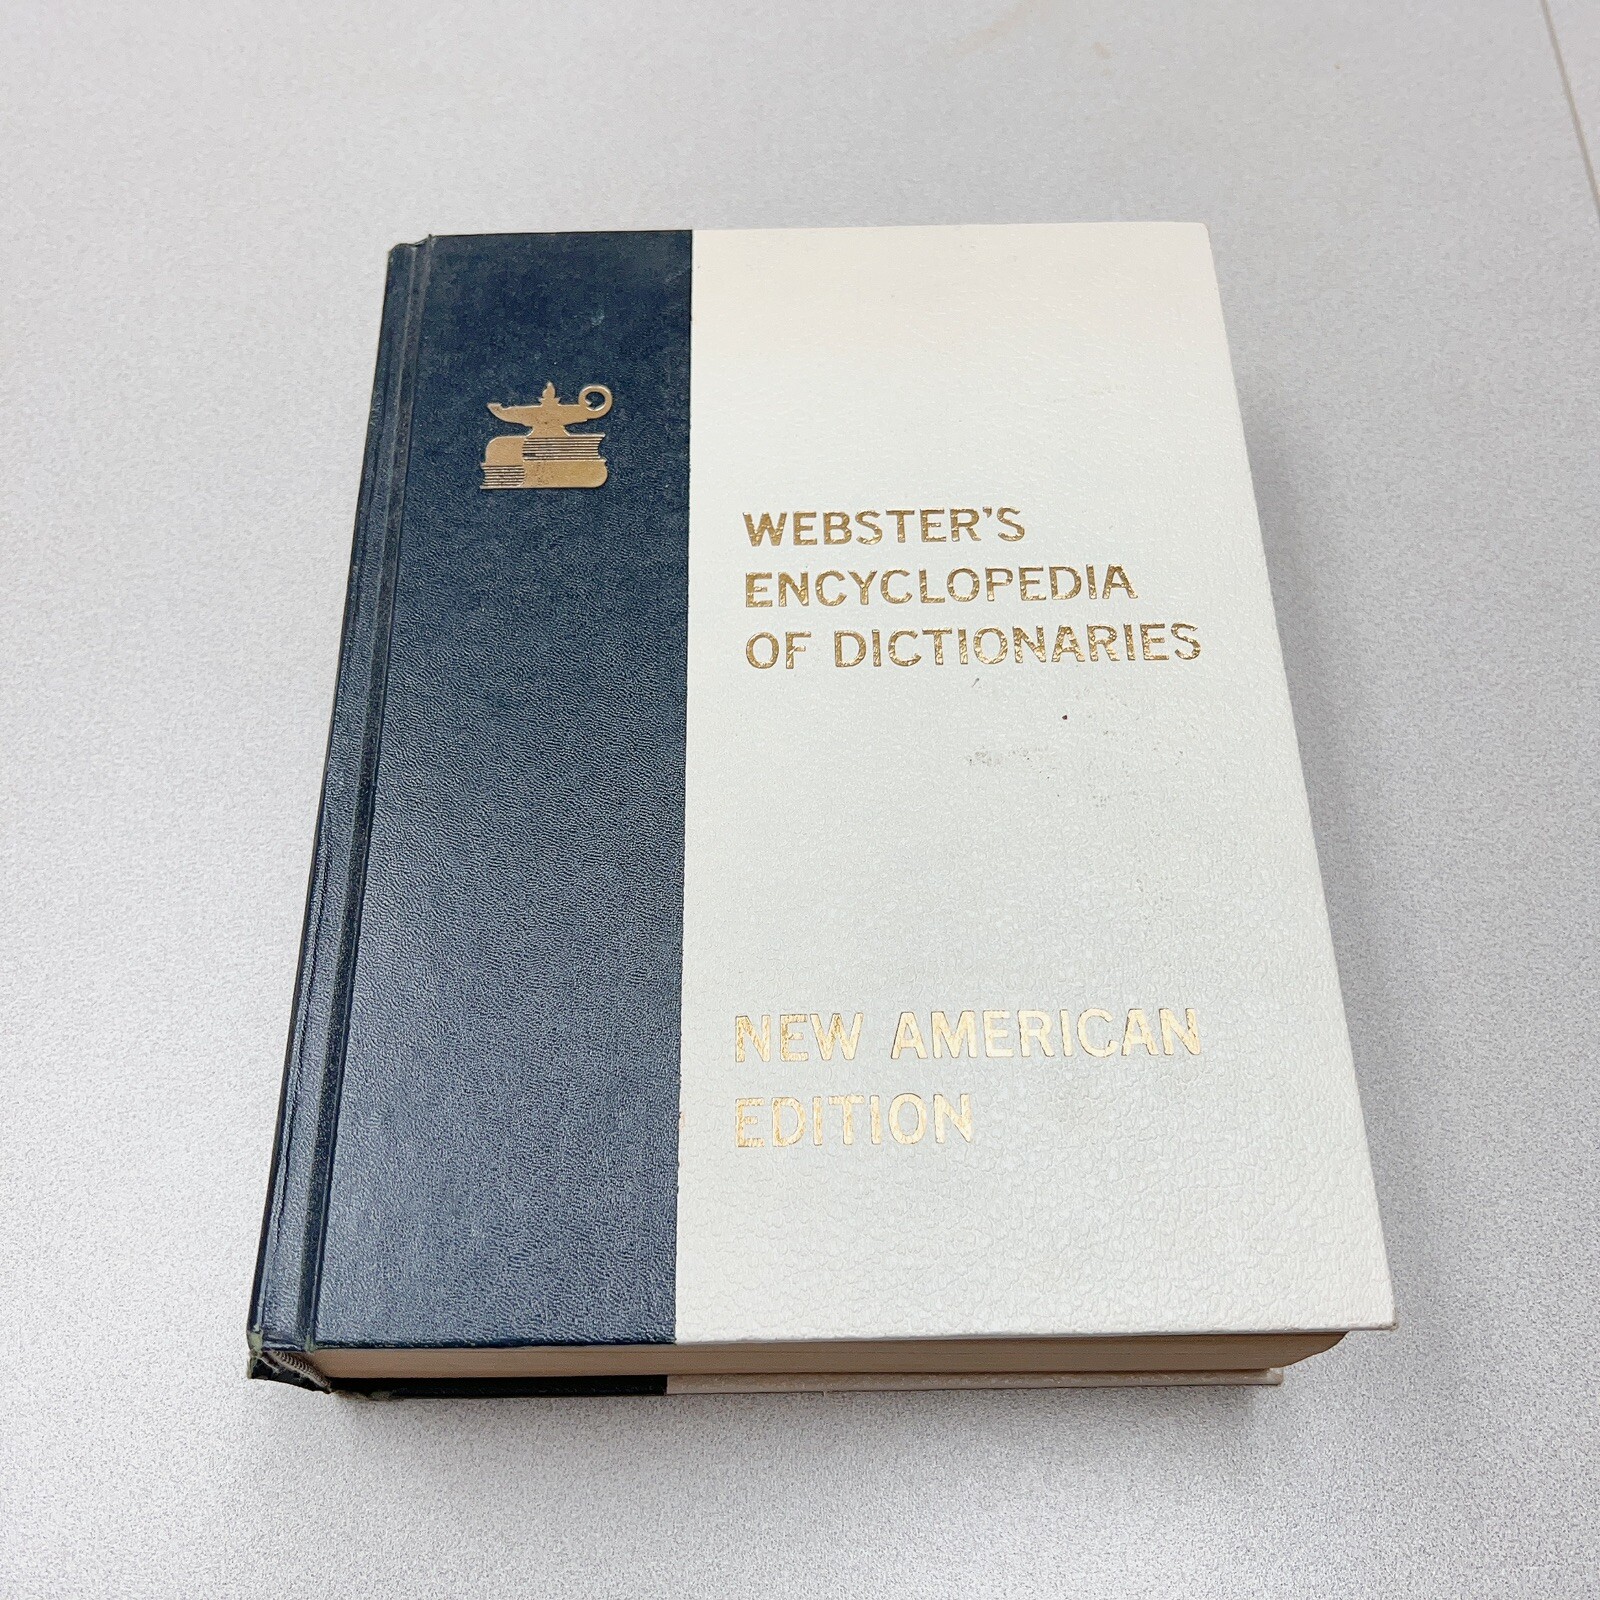 WEBSTER'S
ENCYCLOPEDIA
OF DICTIONARIES
NEW AMERICAN
EDITION